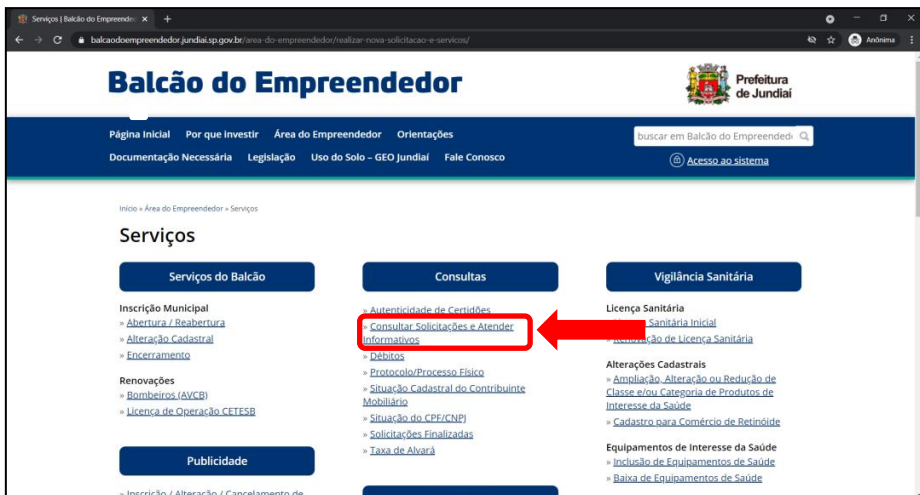 Serviços | Balcão do Empreended
balcaodoempreendedor.jundiai.sp.gov.br/area-do-empreendedor/realizar-nova-solicitacao-e-servicos/
Anônima
Balcão do Empreendedor
Prefeitura
de Jundiaí
Página Inicial Por que investir Área do Empreendedor Orientações
buscar em Balcão do Empreended
Documentação Necessária Legislação Uso do Solo – GEO Jundiaí Fale Conosco
Acesso ao sistema
Início » Área do Empreendedor » Serviços
Serviços
Serviços do Balcão
Inscrição Municipal
» Abertura / Reabertura
» Alteração Cadastral
» Encerramento
Renovações
» Bombeiros (AVCB)
» Licença de Operação CETESB
Publicidade
» Inscrição / Alteração / Cancelamento de
Consultas
» Autenticidade de Certidões
» Consultar Solicitações e Atender
Informativos
» Débitos
» Protocolo/Processo Físico
» Situação Cadastral do Contribuinte
Mobiliário
» Situação do CPF/CNPJ
» Solicitações Finalizadas
» Taxa de Alvará
Vigilância Sanitária
Licença Sanitária
Sanitária Inicial
de Licença Sanitária
Alterações Cadastrais
» Ampliação, Alteração ou Redução de
Classe e/ou Categoria de Produtos de
Interesse da Saúde
» Cadastro para Comércio de Retinóide
Equipamentos de Interesse da Saúde
» Inclusão de Equipamentos de Saúde
» Baixa de Equipamentos de Saúde